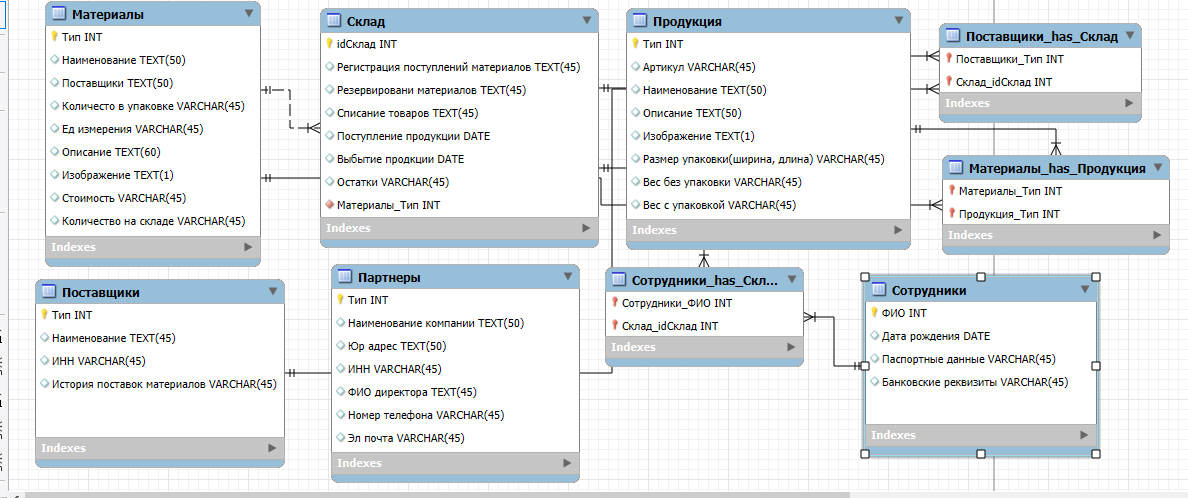 Материалы
Тип INT
Наименование TEXT(50)
Поставщики TEXT(50)
Количесто в упаковке VARCHAR(45)
Ед измерения VARCHAR(45)
Описание TEXT(60)
Изображение TEXT(1)
Стоимость VARCHAR(45)
Количество на складе VARCHAR(45)
Indexes
Склад
idСклад INT
Регистрация поступлений материалов TEXT(45)
Резервировани материалов TEXT(45)
Списание товаров TEXT(45)
Поступление продукции DATE
Выбытие продкции DATE
Остатки VARCHAR(45)
Материалы_Тип INT
Indexes
Продукция
Тип INT
Артикул VARCHAR(45)
Наименование TEXT(50)
Описание TEXT(50)
Изображение TEXT(1)
Размер упаковки(ширина, длина) VARCHAR(45)
Вес без упаковки VARCHAR(45)
Вес с упаковкой VARCHAR(45)
Indexes
Поставщики_has_Склад
Поставщики_Тип INT
Склад_idСклад INT
Indexes
Материалы_has_Продукция
Материалы_Тип INT
Продукция_Тип INT
Indexes
Поставщики
Тип INT
Наименование TEXT(45)
ИНН VARCHAR(45)
История поставок материалов VARCHAR(45)
Indexes
Партнеры
Тип INT
Наименование компании TEXT(50)
Юр адрес TEXT(50)
ИНН VARCHAR(45)
ФИО директора TEXT(45)
Номер телефона VARCHAR(45)
Эл почта VARCHAR(45)
Indexes
Сотрудники_has_Скл...
Сотрудники_ФИО INT
Склад_idСклад INT
Indexes
Сотрудники
ФИО INT
Дата рождения DATE
Паспортные данные VARCHAR(45)
Банковские реквизиты VARCHAR(45)
Indexes